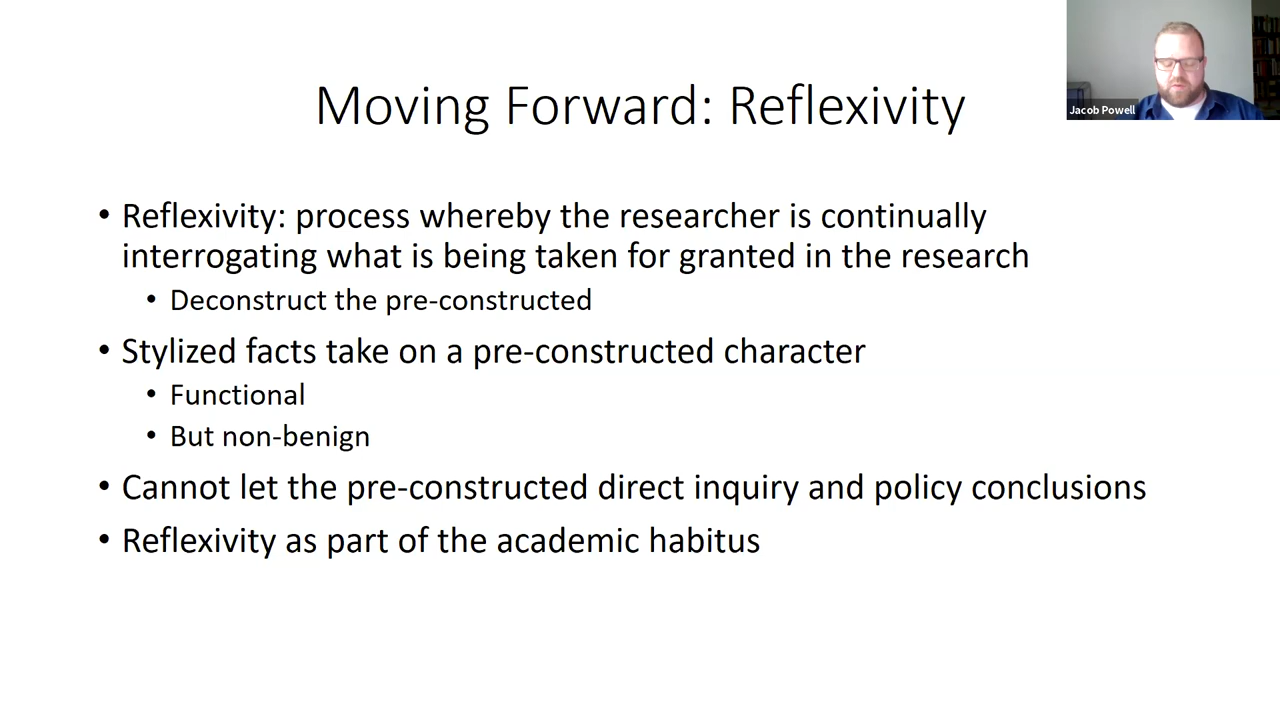 Moving Forward: Reflexivity
Jacob Powell
• Reflexivity: process whereby the researcher is continually
interrogating what is being taken for granted in the research
• Deconstruct the pre-constructed
• Stylized facts take on a pre-constructed character
• Functional
• But non-benign
• Cannot let the pre-constructed direct inquiry and policy conclusions
• Reflexivity as part of the academic habitus